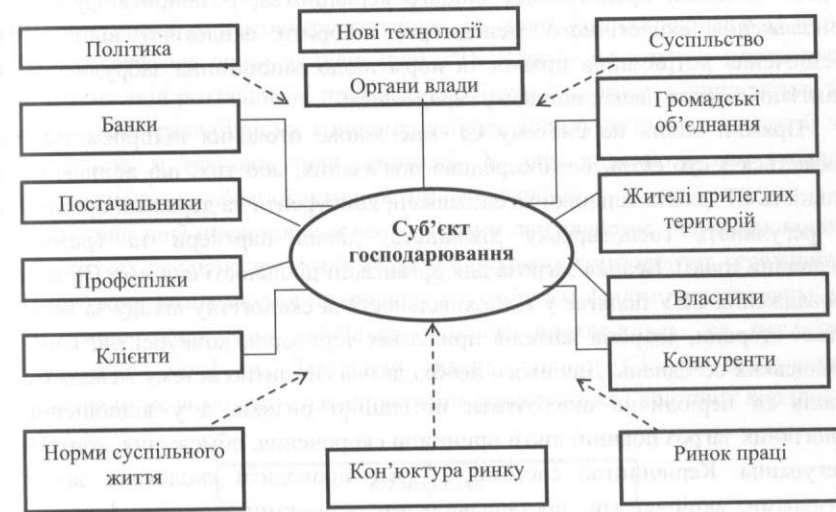 Політика
Нові технології
Суспільство
Органи влади
Банки
Громадські
об’єднання
Постачальники
Жителі прилеглих
територій
Суб’єкт
господарювання
Профспілки
Власники
Клієнти
Конкуренти
Норми суспільного
життя
Кон’юктура ринку
Ринок праці